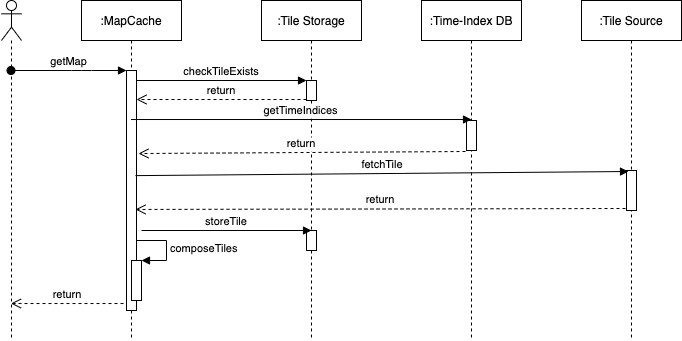 :MapCache
:Tile Storage
:Time-Index DB
:Tile Source
getMap
checkTileExists
return
getTimeIndices
return
fetchTile
return
storeTile
composeTiles
return